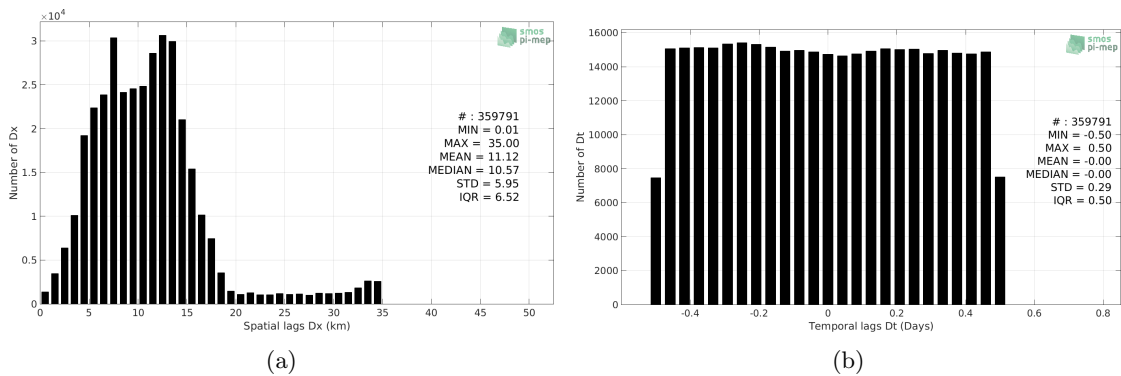 ×10⁴
3
2.5
2
1.5
1
0.5
0
0 5 10 15 20 25 30 35 40 45 50
Number of Dx
Spatial lags Dx (km)
smos
pi-mep
# : 359791
MIN = 0.01
MAX = 35.00
MEAN = 11.12
MEDIAN = 10.57
STD = 5.95
IQR = 6.52
(a)
16000
14000
12000
10000
8000
6000
4000
2000
0
-0.4 -0.2 0 0.2 0.4 0.6 0.8
Number of Dt
Temporal lags Dt (Days)
smos
pi-mep
# : 359791
MIN = -0.50
MAX = 0.50
MEAN = -0.00
MEDIAN = -0.00
STD = 0.29
IQR = 0.50
(b)